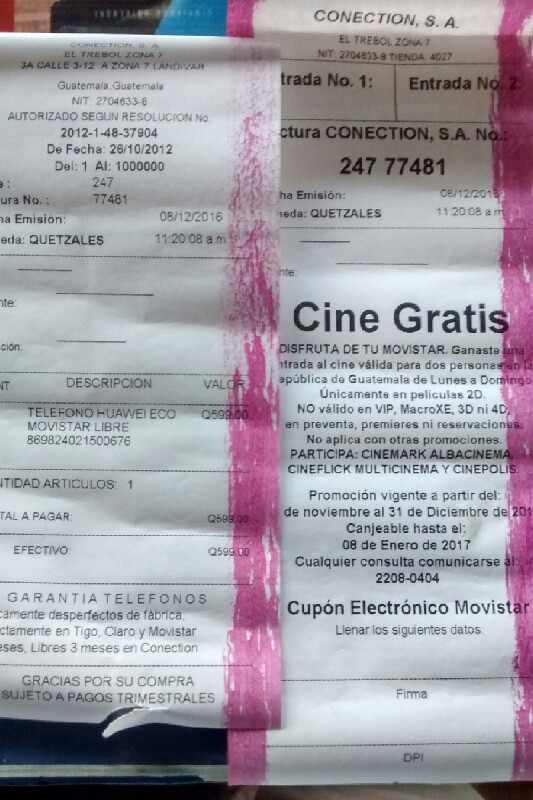 CONECTION, S. A.
EL TREBOL ZONA 7
3A CALLE 3-12 A ZONA 7 LANDIVAR
Guatemala,Guatemala
NIT: 2704633-8
AUTORIZADO SEGUN RESOLUCION No.
2012-1-48-37904
De Fecha: 26/10/2012
Del: 1 Al: 1000000
e : 247
ura No. : 77481
ha Emisión: 08/12/2016
eda: QUETZALES 11:20:08 a m
nte:
ción:
NT DESCRIPCION VALOR
TELEFONO HUAWEI ECO Q599.00
MOVISTAR LIBRE
869824021500676
NTIDAD ARTICULOS: 1
TAL A PAGAR: Q599.00
EFECTIVO: Q599.00
GARANTIA TELEFONOS
camente desperfectos de fábrica,
ctamente en Tigo, Claro y Movistar
eses, Libres 3 meses en Conection
GRACIAS POR SU COMPRA
SUJETO A PAGOS TRIMESTRALES
CONECTION, S. A.
EL TREBOL ZONA 7
NIT: 2704633-8 TIENDA: 4027
trada No. 1: Entrada No. 2
ctura CONECTION, S.A. No.:
247 77481
ha Emisión: 08/12/2016
neda: QUETZALES 11:20:08 a m
nte:
Cine Gratis
DISFRUTA DE TU MOVISTAR. Ganaste una
ntrada al cine válida para dos personas en la
epública de Guatemala de Lunes a Domingo
Únicamente en películas 2D.
NO válido en VIP, MacroXE, 3D ni 4D,
en preventa, premieres ni reservaciones.
No aplica con otras promociones.
PARTICIPA: CINEMARK ALBACINEMA,
CINEFLICK MULTICINEMA Y CINEPOLIS.
Promoción vigente a partir del:
de noviembre al 31 de Diciembre de 201
Canjeable hasta el:
08 de Enero de 2017
Cualquier consulta comunicarse al:
2208-0404
Cupón Electrónico Movistar
Llenar los siguientes datos
Firma
DPI